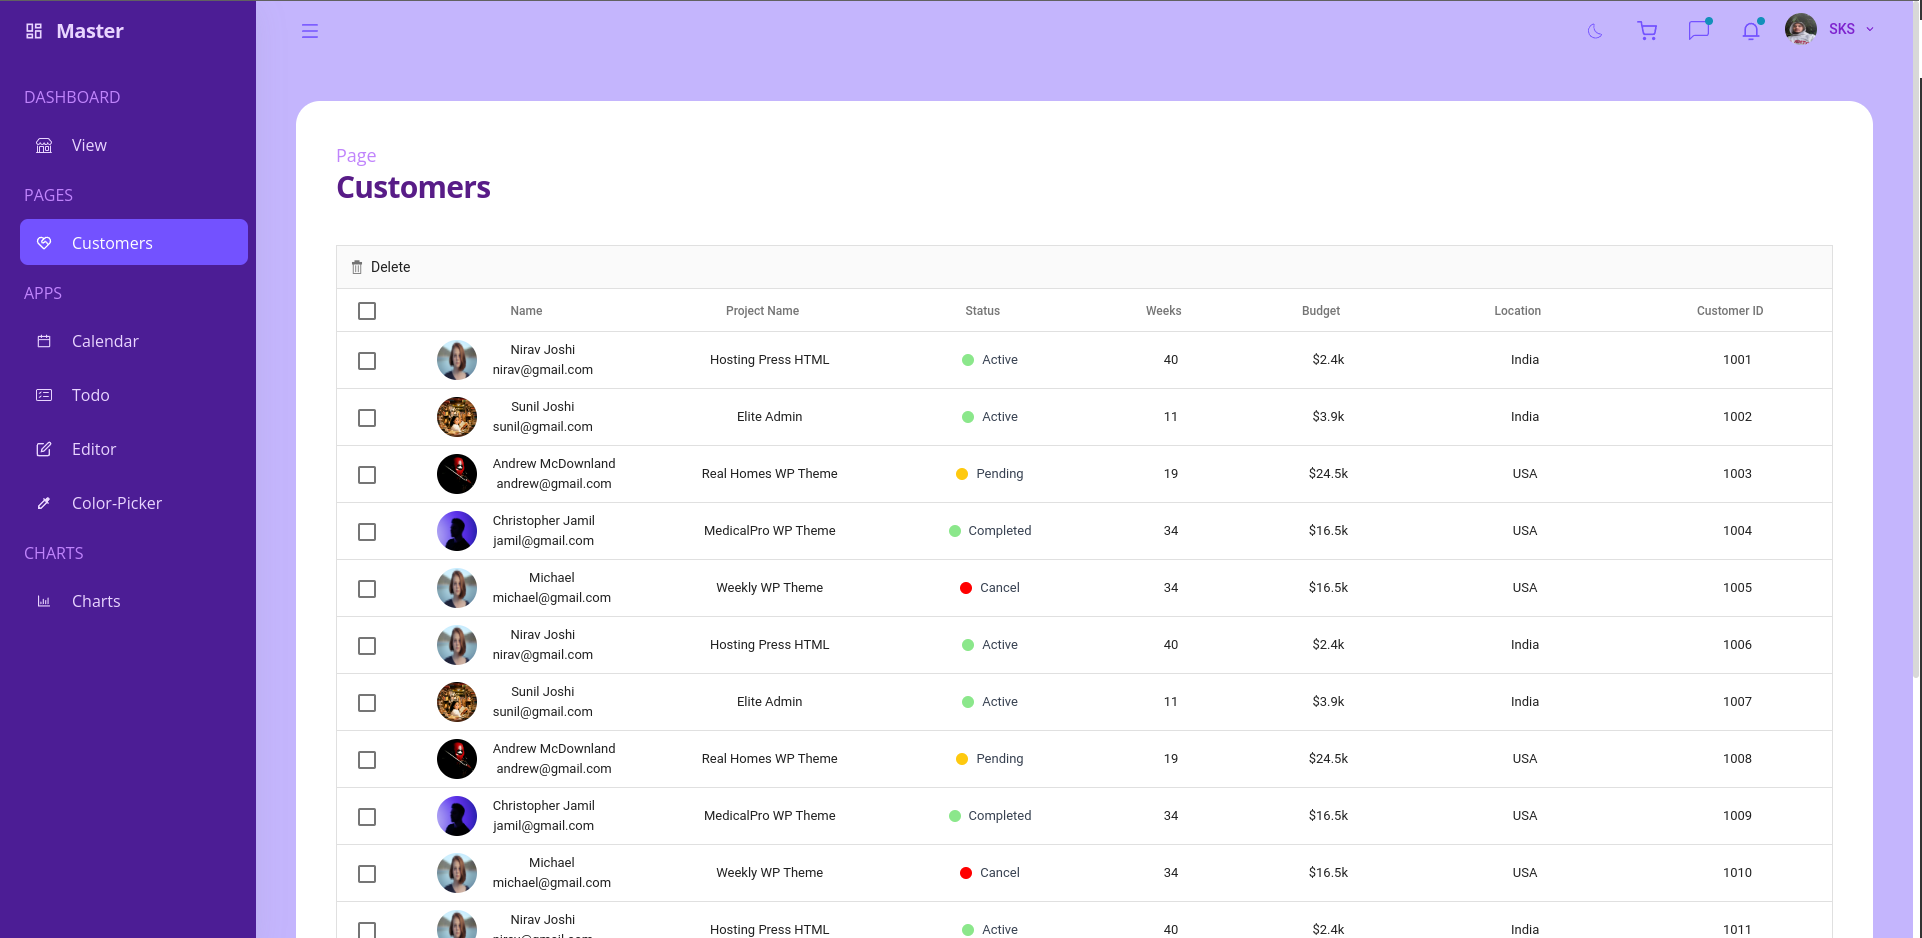 Master
SKS
DASHBOARD
View
PAGES
Customers
APPS
Calendar
Todo
Editor
Color-Picker
CHARTS
Charts
Page
Customers
Delete
Name Project Name Status Weeks Budget Location Customer ID
Nirav Joshi
nirav@gmail.com
Hosting Press HTML Active 40 $2.4k India 1001
Sunil Joshi
sunil@gmail.com
Elite Admin Active 11 $3.9k India 1002
Andrew McDownland
andrew@gmail.com
Real Homes WP Theme Pending 19 $24.5k USA 1003
Christopher Jamil
jamil@gmail.com
MedicalPro WP Theme Completed 34 $16.5k USA 1004
Michael
michael@gmail.com
Weekly WP Theme Cancel 34 $16.5k USA 1005
Nirav Joshi
nirav@gmail.com
Hosting Press HTML Active 40 $2.4k India 1006
Sunil Joshi
sunil@gmail.com
Elite Admin Active 11 $3.9k India 1007
Andrew McDownland
andrew@gmail.com
Real Homes WP Theme Pending 19 $24.5k USA 1008
Christopher Jamil
jamil@gmail.com
MedicalPro WP Theme Completed 34 $16.5k USA 1009
Michael
michael@gmail.com
Weekly WP Theme Cancel 34 $16.5k USA 1010
Nirav Joshi
Hosting Press HTML Active 40 $2.4k India 1011